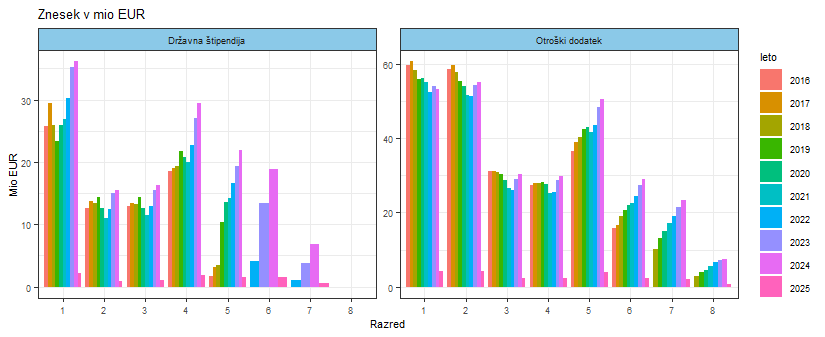 Znesek v mio EUR
Državna štipendija
Otroški dodatek
Mio EUR
30
20
10
0
60
40
20
0
1 2 3 4 5 6 7 8
1 2 3 4 5 6 7 8
Razred
leto
2016
2017
2018
2019
2020
2021
2022
2023
2024
2025